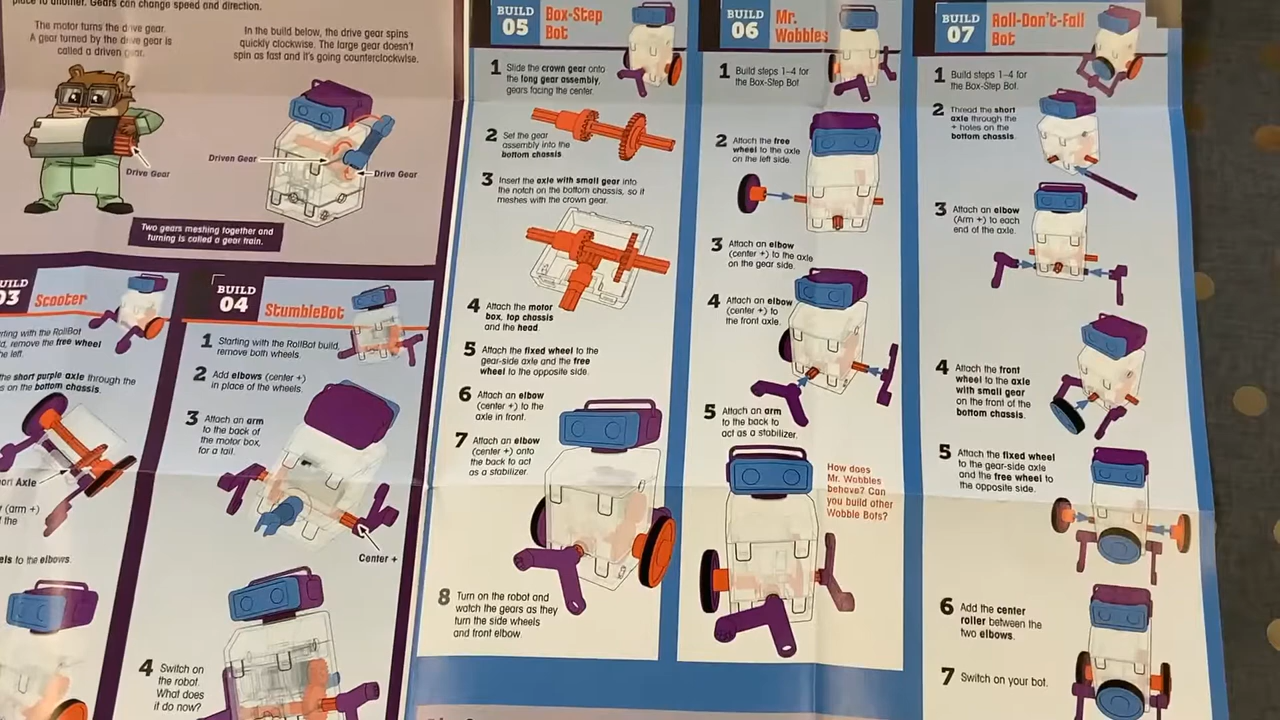 place to another. Gears can change speed and direction.
The motor turns the drive gear.
A gear turned by the drive gear is
called a driven gear.
Drive Gear
In the build below, the drive gear spins
quickly clockwise. The large gear doesn't
spin as fast and it's going counterclockwise.
Driven Gear
Drive Gear
Two gears meshing together and
turning is called a gear train.
03
Scooter
with the RollBot
remove the free wheel
left.
the short purple axle through the
on the bottom chassis.
Axle
(arm +)
the
to the elbows.
BUILD
04
StumbleBot
1 Starting with the RollBot build,
remove both wheels.
2 Add elbows (center +)
in place of the wheels.
3 Attach an arm
to the back of
the motor box,
for a tail.
Center +
4 Switch on
the robot.
What does
it do now?
BUILD
05
Box-Step
Bot
1 Slide the crown gear onto
the long gear assembly,
gears facing the center.
2 Set the gear
assembly into the
bottom chassis
3 Insert the axle with small gear into
the notch on the bottom chassis, so it
meshes with the crown gear.
4 Attach the motor
box, top chassis
and the head.
5 Attach the fixed wheel to the
gear-side axle and the free
wheel to the opposite side.
6 Attach an elbow
(center +) to the
axle in front.
7 Attach an elbow
(center +) onto
the back to act
as a stabilizer.
8 Turn on the robot and
watch the gears as they
turn the side wheels
and front elbow.
BUILD
06
Mr.
Wobbles
1 Build steps 1–4 for
the Box-Step Bot
2 Attach the free
wheel to the axle
on the left side.
3 Attach an elbow
(center +) to the axle
on the gear side.
4 Attach an elbow
(center +) to
the front axle.
5 Attach an arm
to the back to
act as a stabilizer.
How does
Mr. Wobbles
behave? Can
you build other
Wobble Bots?
BUILD
07
Roll-Don't-Fall
Bot
1 Build steps 1–4 for
the Box-Step Bot.
2 Thread the short
axle through the
+ holes on the
bottom chassis.
3 Attach an elbow
(Arm +) to each
end of the axle.
4 Attach the front
wheel to the axle
with small gear
on the front of the
bottom chassis.
5 Attach the fixed wheel
to the gear-side axle
and the free wheel to
the opposite side.
6 Add the center
roller between the
two elbows.
7 Switch on your bot.